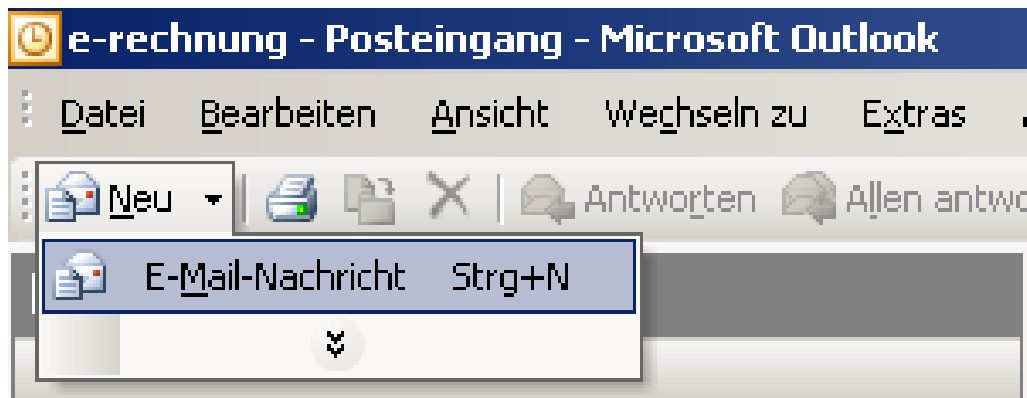 e-rechnung - Posteingang - Microsoft Outlook
Datei Bearbeiten Ansicht Wechseln zu Extras
Neu Antworten Allen antwo
E-Mail-Nachricht Strg+N